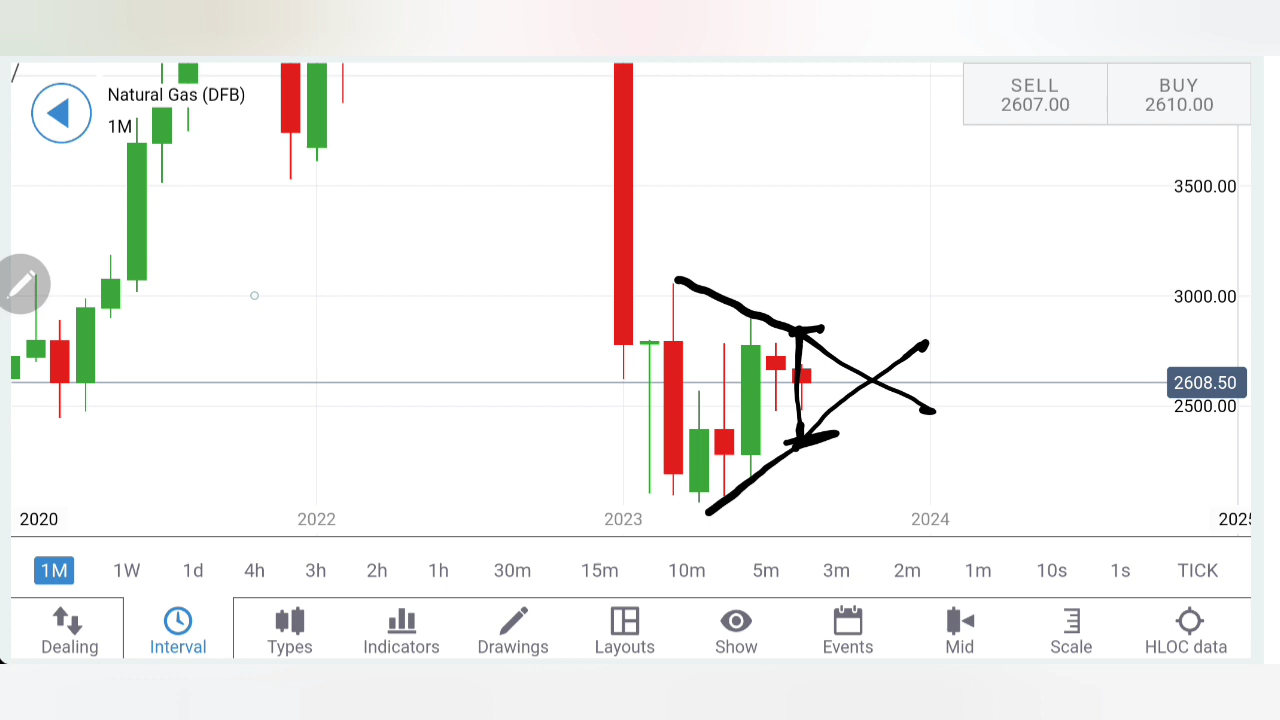 Natural Gas (DFB)
1M
SELL
2607.00
BUY
2610.00
3500.00
3000.00
2608.50
2500.00
2020 2022 2023 2024 2025
1M 1W 1d 4h 3h 2h 1h 30m 15m 10m 5m 3m 2m 1m 10s 1s TICK
Dealing Interval Types Indicators Drawings Layouts Show Events Mid Scale HLOC data